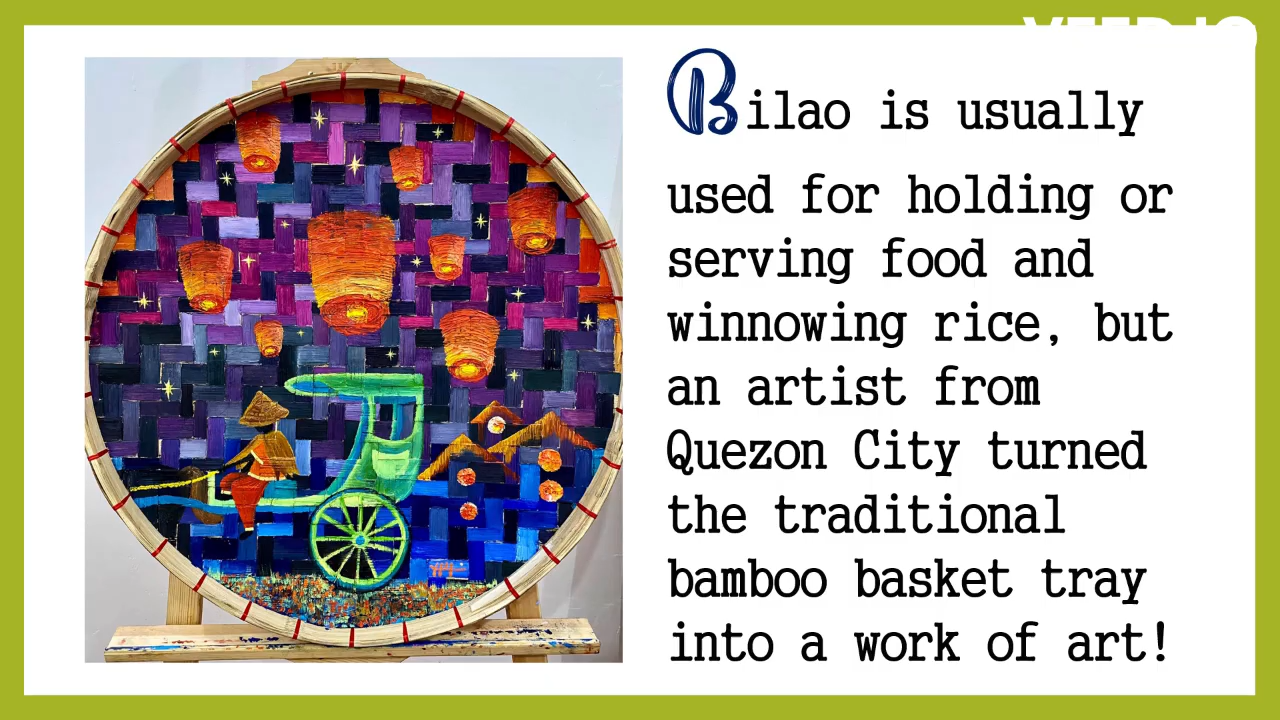 Bilao is usually
used for holding or
serving food and
winnowing rice, but
an artist from
Quezon City turned
the traditional
bamboo basket tray
into a work of art!